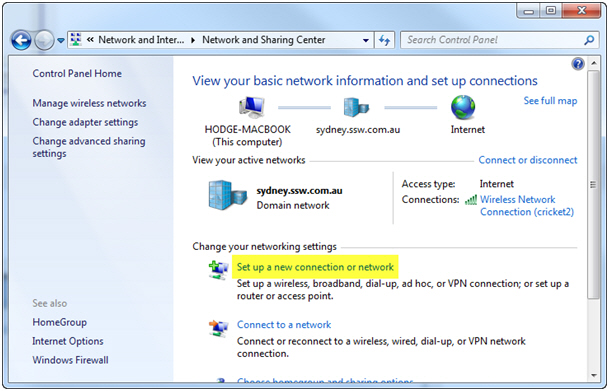 Network and Inter...
Network and Sharing Center
Search Control Panel
Control Panel Home
Manage wireless networks
Change adapter settings
Change advanced sharing
settings
See also
HomeGroup
Internet Options
Windows Firewall
View your basic network information and set up connections
HODGE-MACBOOK
(This computer)
sydney.ssw.com.au
Internet
See full map
View your active networks
Connect or disconnect
sydney.ssw.com.au
Domain network
Access type: Internet
Connections: Wireless Network
Connection (cricket2)
Change your networking settings
Set up a new connection or network
Set up a wireless, broadband, dial-up, ad hoc, or VPN connection; or set up a
router or access point.
Connect to a network
Connect or reconnect to a wireless, wired, dial-up, or VPN network
connection.
Choose homegroup and sharing options